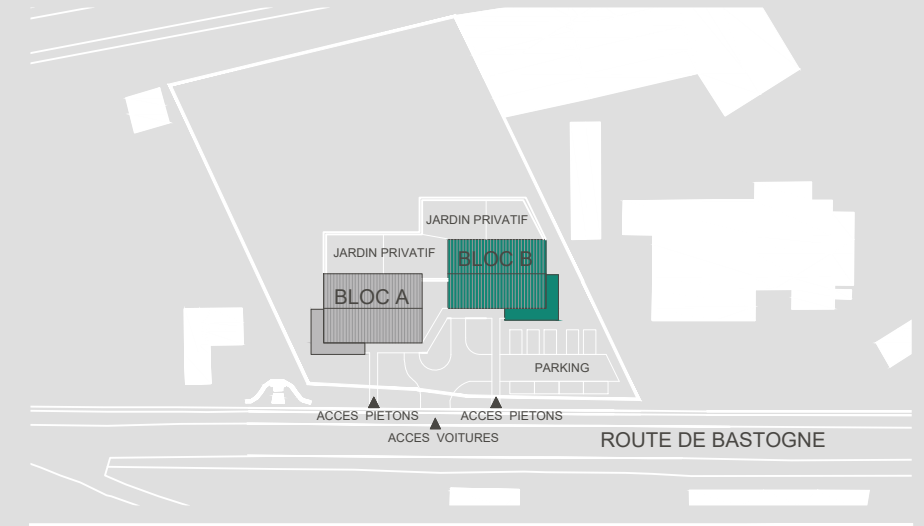 JARDIN PRIVATIF
JARDIN PRIVATIF
BLOC B
BLOC A
PARKING
ACCES PIETONS
ACCES PIETONS
ACCES VOITURES
ROUTE DE BASTOGNE